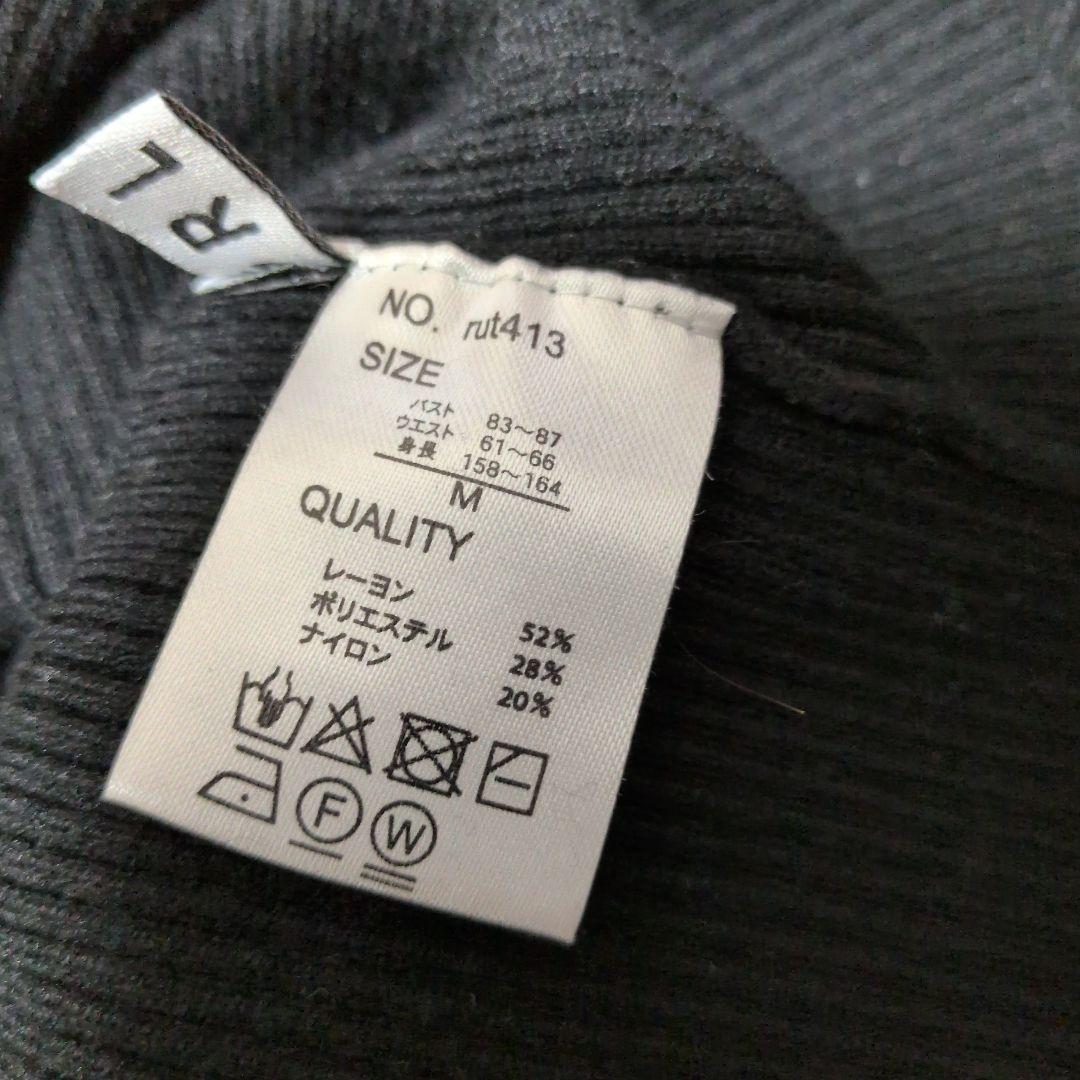 R L
NO. rut413
SIZE
バスト 83～87
ウエスト 61～66
身長 158～164
M
QUALITY
レーヨン 52%
ポリエステル 28%
ナイロン 20%
F W